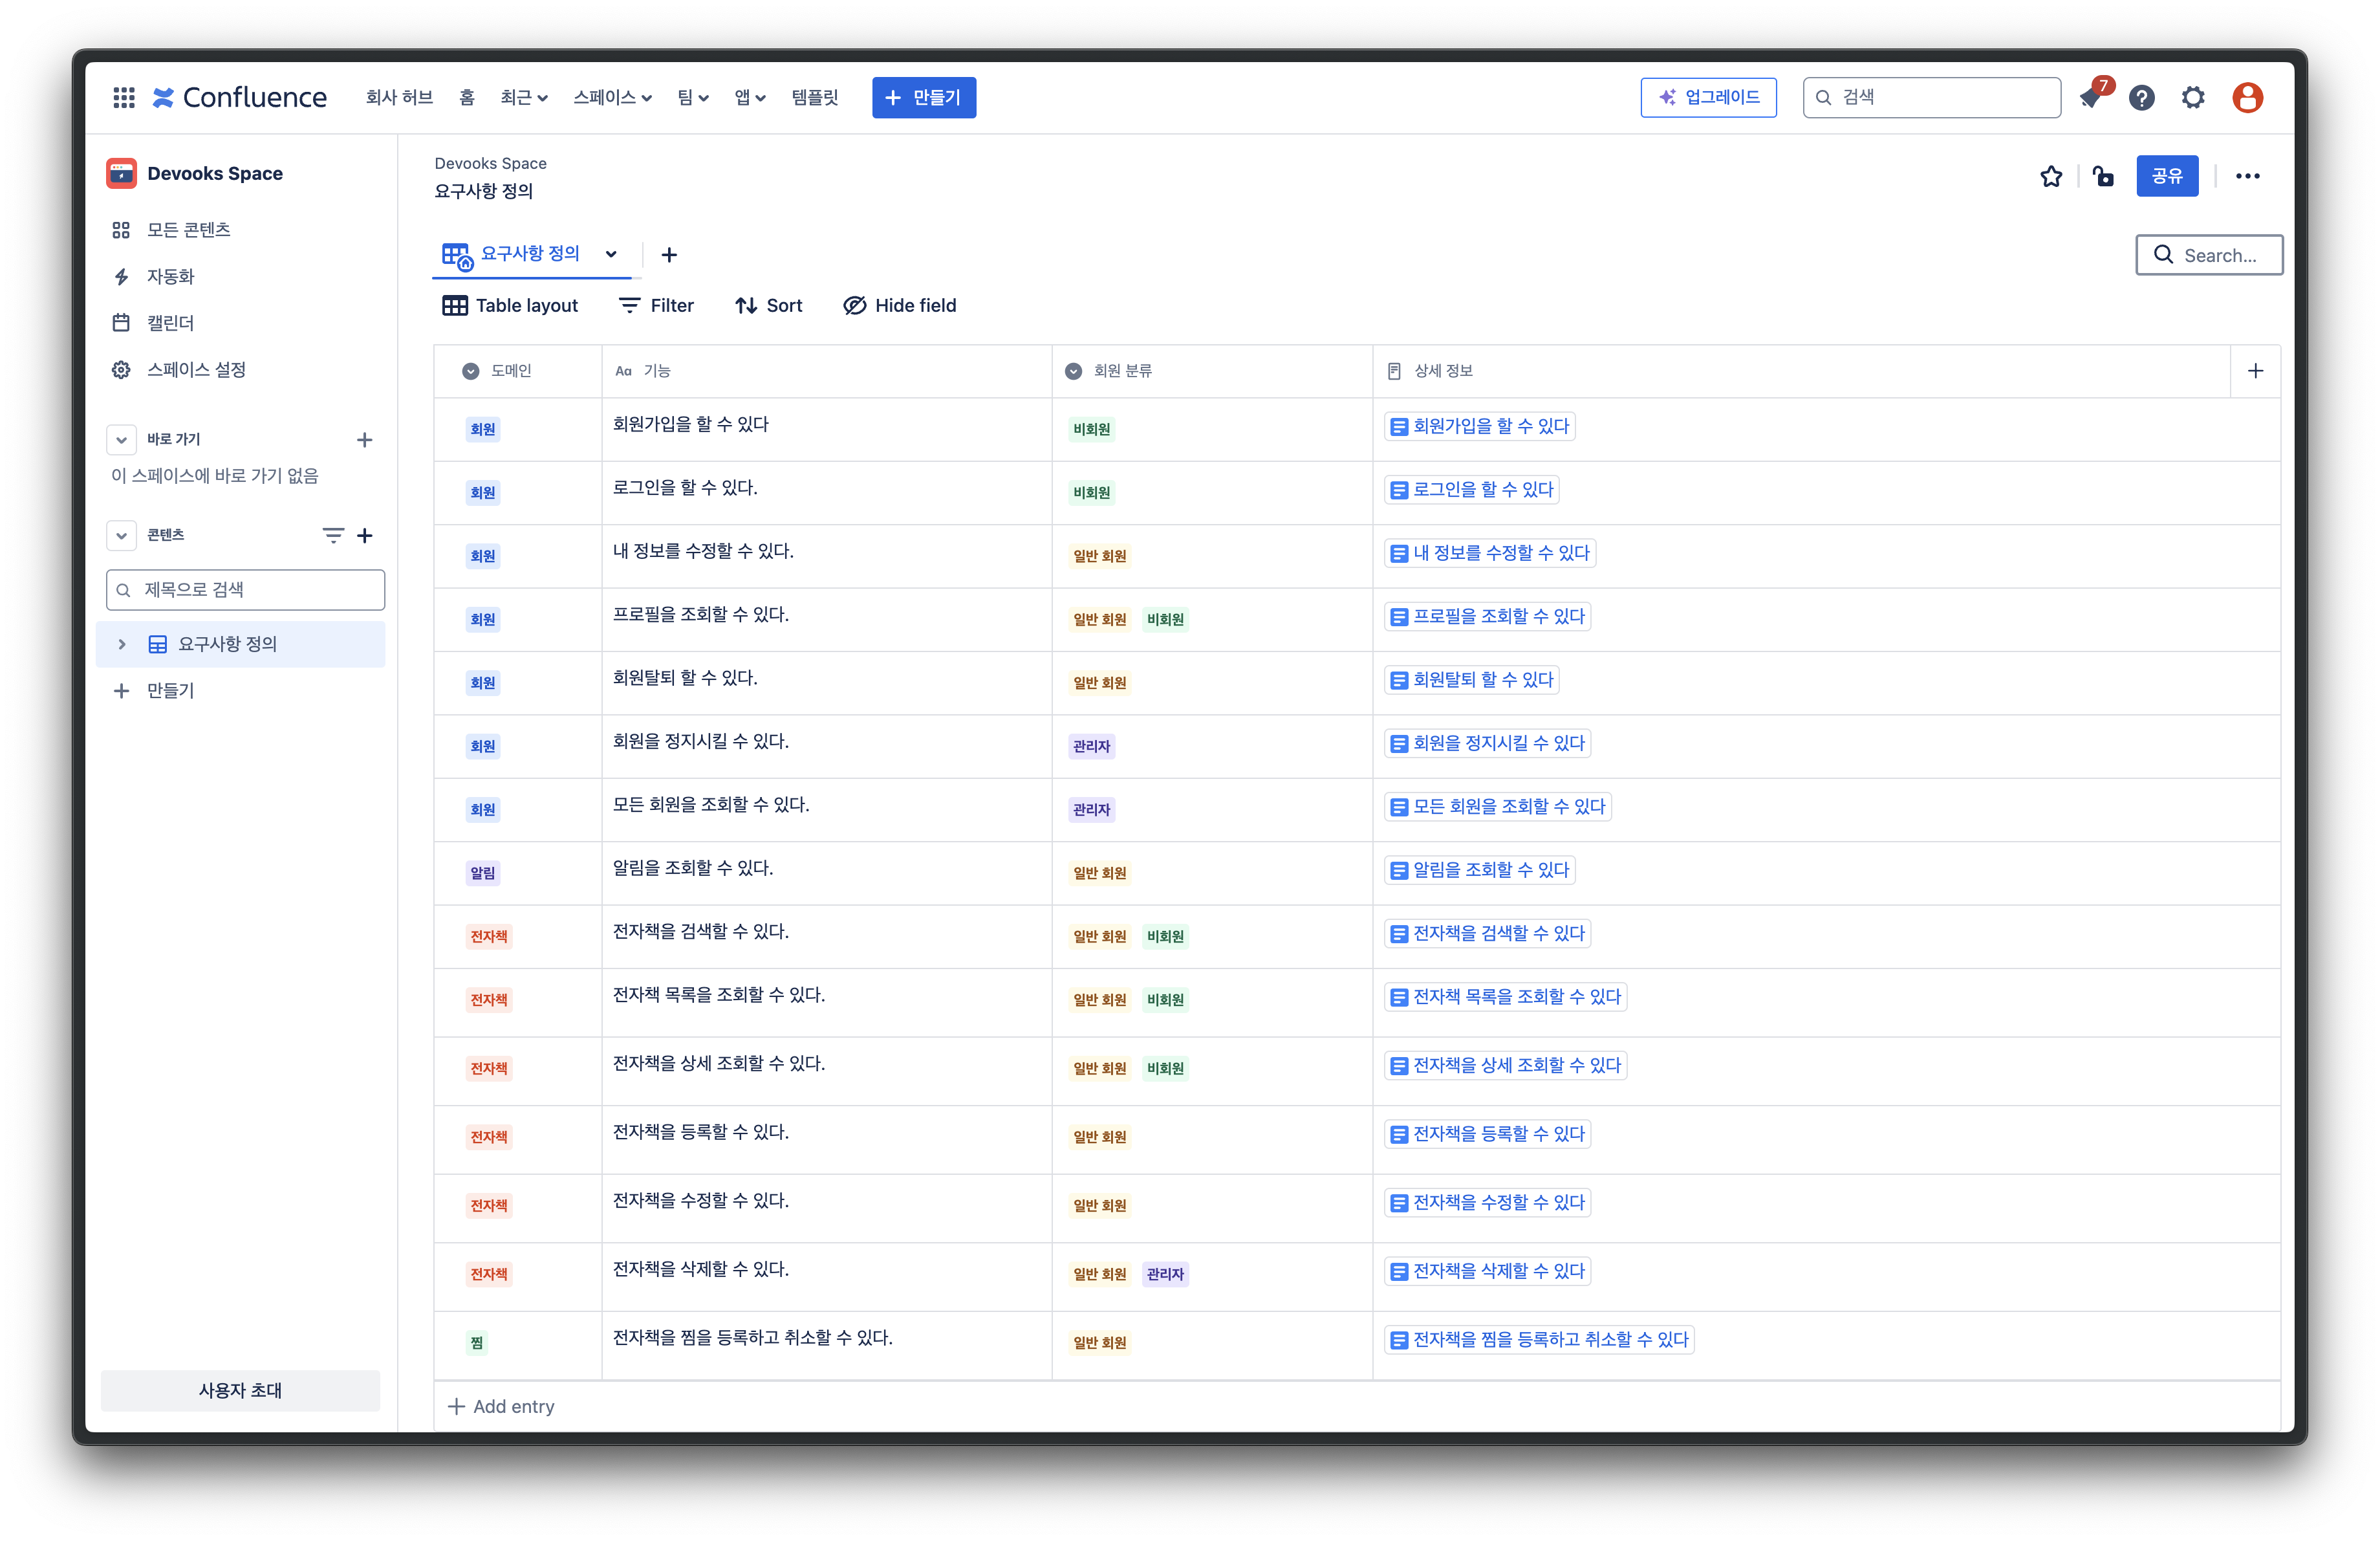 Confluence 회사 허브 홈 최근 스페이스 팀 앱 템플릿 + 만들기 업그레이드 검색 7
Devooks Space
모든 콘텐츠
자동화
캘린더
스페이스 설정
바로 가기
이 스페이스에 바로 가기 없음
콘텐츠
제목으로 검색
요구사항 정의
만들기
사용자 초대
Devooks Space
요구사항 정의
공유
요구사항 정의
Search...
Table layout Filter Sort Hide field
도메인 Aa 기능 회원 분류 상세 정보
회원 회원가입을 할 수 있다 비회원 회원가입을 할 수 있다
회원 로그인을 할 수 있다. 비회원 로그인을 할 수 있다
회원 내 정보를 수정할 수 있다. 일반 회원 내 정보를 수정할 수 있다
회원 프로필을 조회할 수 있다. 일반 회원 비회원 프로필을 조회할 수 있다
회원 회원탈퇴 할 수 있다. 일반 회원 회원탈퇴 할 수 있다
회원 회원을 정지시킬 수 있다. 관리자 회원을 정지시킬 수 있다
회원 모든 회원을 조회할 수 있다. 관리자 모든 회원을 조회할 수 있다
알림 알림을 조회할 수 있다. 일반 회원 알림을 조회할 수 있다
전자책 전자책을 검색할 수 있다. 일반 회원 비회원 전자책을 검색할 수 있다
전자책 전자책 목록을 조회할 수 있다. 일반 회원 비회원 전자책 목록을 조회할 수 있다
전자책 전자책을 상세 조회할 수 있다. 일반 회원 비회원 전자책을 상세 조회할 수 있다
전자책 전자책을 등록할 수 있다. 일반 회원 전자책을 등록할 수 있다
전자책 전자책을 수정할 수 있다. 일반 회원 전자책을 수정할 수 있다
전자책 전자책을 삭제할 수 있다. 일반 회원 관리자 전자책을 삭제할 수 있다
찜 전자책을 찜을 등록하고 취소할 수 있다. 일반 회원 전자책을 찜을 등록하고 취소할 수 있다
Add entry